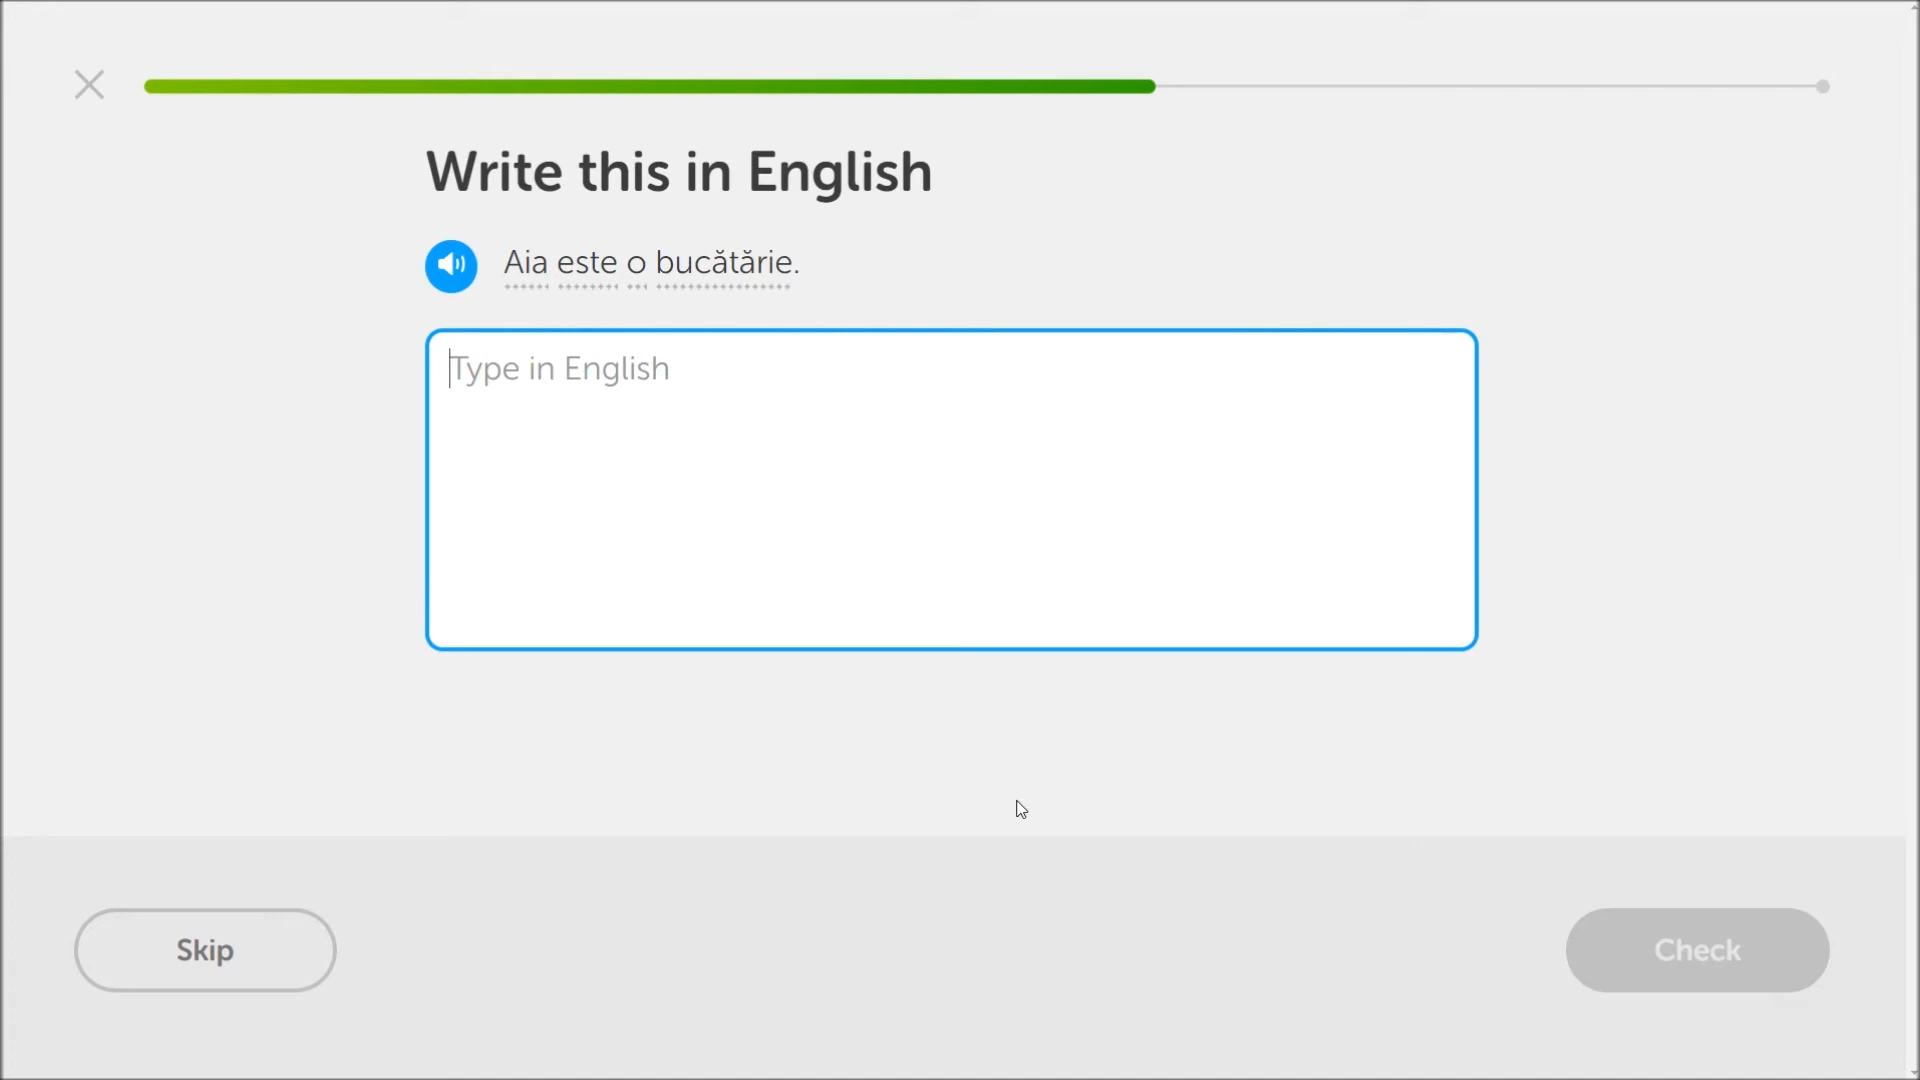 Write this in English
Aia este o bucătărie.
Type in English
Skip
Check